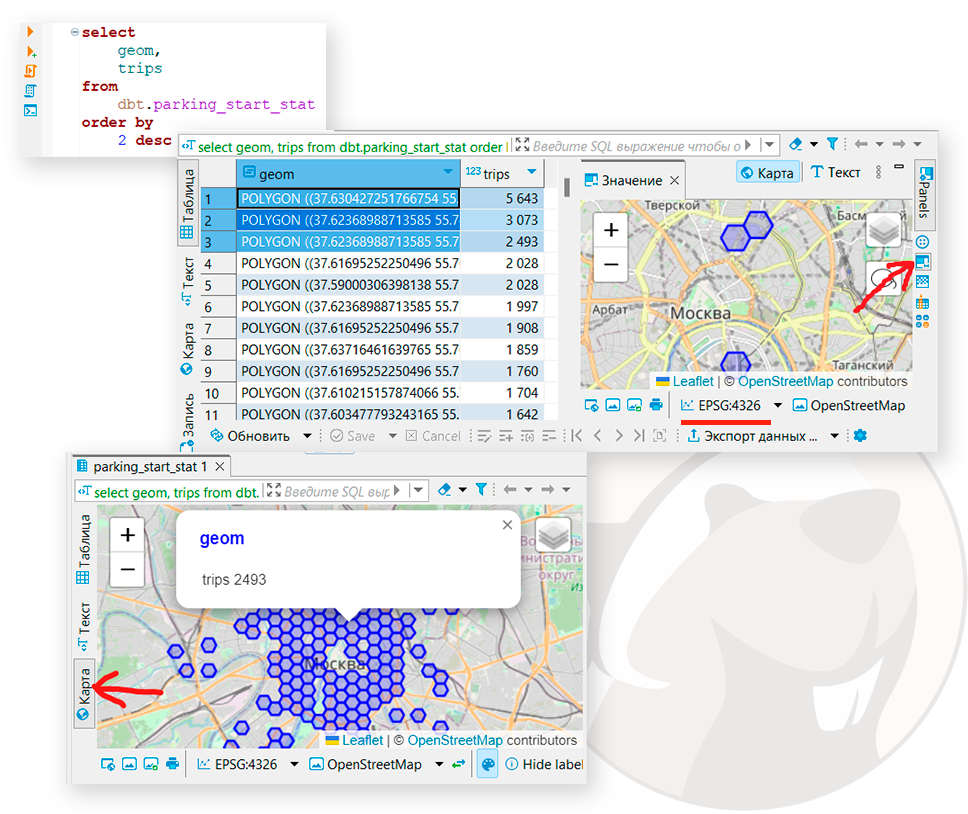 select
geom,
trips
from
dbt.parking_start_stat
order by
2 desc
select geom, trips from dbt.parking_start_stat order
Введите SQL выражение чтобы о
Таблица
Текст
Карта
Запись
geom
123 trips
1 POLYGON ((37.630427251766754 55. 5 643
2 POLYGON ((37.62368988713585 55.7 3 073
3 POLYGON ((37.62368988713585 55.7 2 493
4 POLYGON ((37.61695252250496 55.7 2 028
5 POLYGON ((37.59000306398138 55.7 2 028
6 POLYGON ((37.623689888713585 55.7 1 997
7 POLYGON ((37.61695252250496 55.7 1 908
8 POLYGON ((37.63716461639765 55.7 1 859
9 POLYGON ((37.61695252250496 55.7 1 760
10 POLYGON ((37.610215157874066 55. 1 704
11 POLYGON ((37.603477793243165 55. 1 642
Значение
Карта
Текст
Panels
+
−
Тверской
Басм
Арбат
Москва
Таганский
Leaflet | © OpenStreetMap contributors
EPSG:4326
OpenStreetMap
Обновить
Save
Cancel
Экспорт данных ...
parking_start_stat 1
select geom, trips from dbt.
Введите SQL выр
Таблица
Текст
Карта
+
−
geom
trips 2493
Москва
Leaflet | © OpenStreetMap contributors
EPSG:4326
OpenStreetMap
Hide label